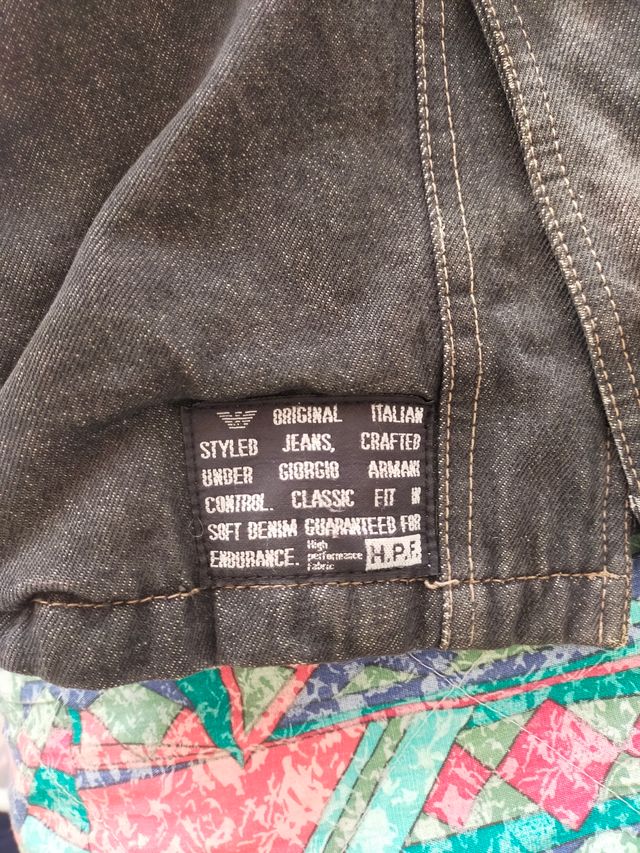 ORIGINAL ITALIAN
STYLED JEANS, CRAFTED
UNDER GIORGIO ARMANI
CONTROL. CLASSIC FIT IN
SOFT DENIM GUARANTEED FOR
ENDURANCE. High performance fabric H.P.F.